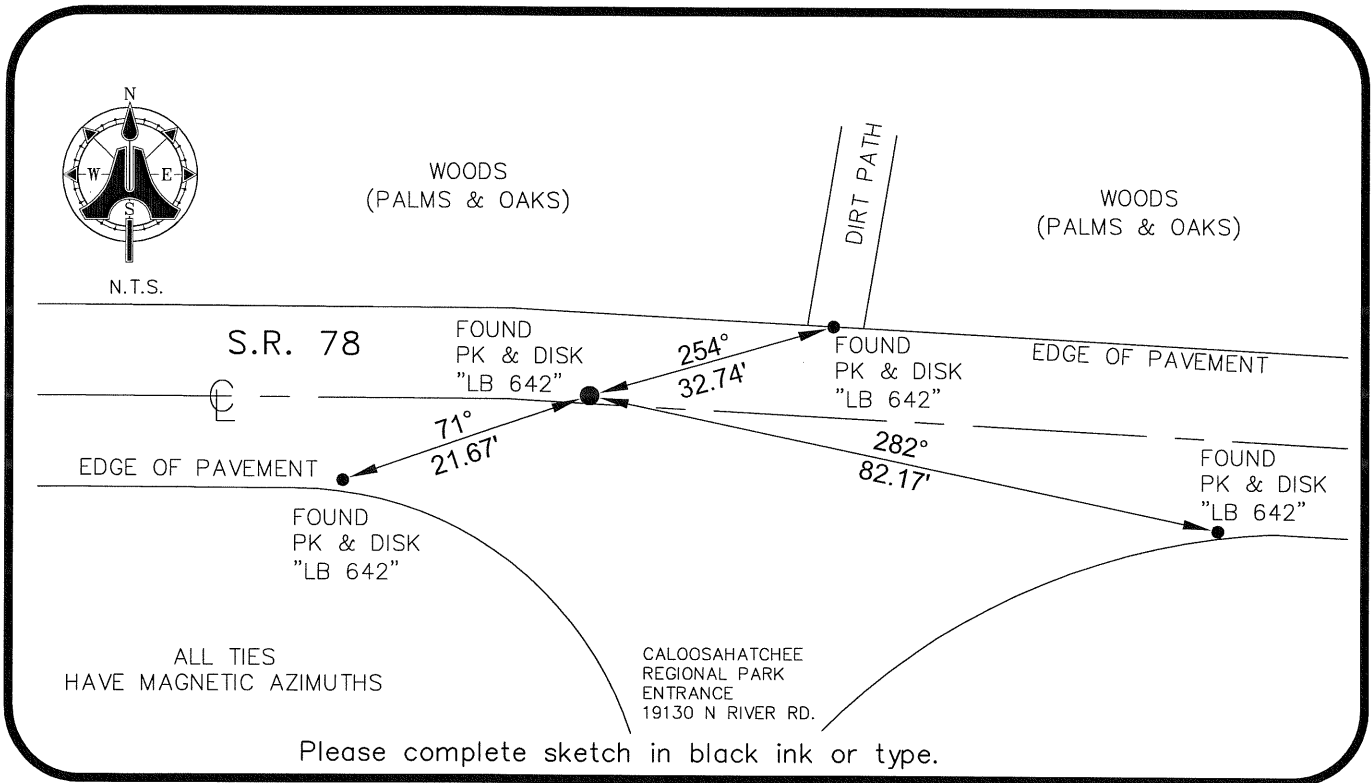 N
W
E
S
N.T.S.
WOODS
(PALMS & OAKS)
DIRT PATH
WOODS
(PALMS & OAKS)
S.R. 78
FOUND
PK & DISK
"LB 642"
254°
32.74'
FOUND
PK & DISK
"LB 642"
EDGE OF PAVEMENT
CL
71°
21.67'
282°
82.17'
EDGE OF PAVEMENT
FOUND
PK & DISK
"LB 642"
FOUND
PK & DISK
"LB 642"
ALL TIES
HAVE MAGNETIC AZIMUTHS
CALOOSAHATCHEE
REGIONAL PARK
ENTRANCE
19130 N RIVER RD.
Please complete sketch in black ink or type.